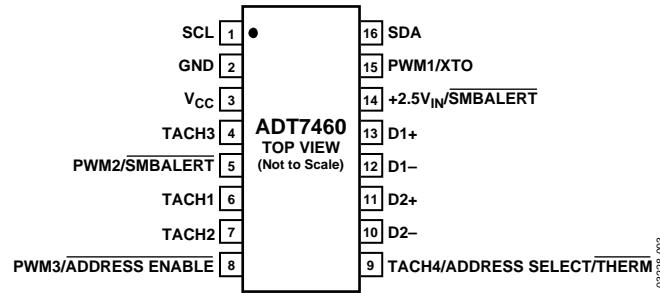 SCL 1
GND 2
VCC 3
TACH3 4
PWM2/SMBALERT 5
TACH1 6
TACH2 7
PWM3/ADDRESS ENABLE 8
ADT7460
TOP VIEW
(Not to Scale)
16 SDA
15 PWM1/XTO
14 +2.5VIN/SMBALERT
13 D1+
12 D1–
11 D2+
10 D2–
9 TACH4/ADDRESS SELECT/THERM